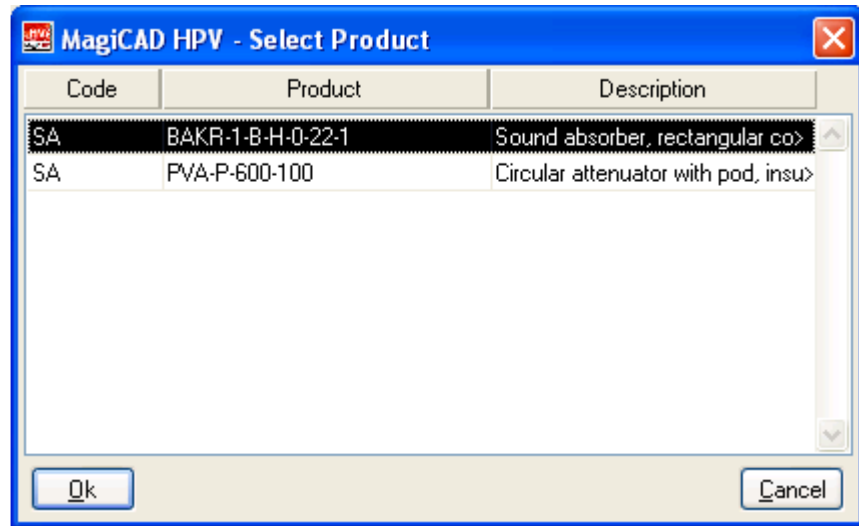 MagiCAD HPV - Select Product
Code Product Description
SA BAKR-1-B-H-0-22-1 Sound absorber, rectangular co>
SA PVA-P-600-100 Circular attenuator with pod, insu>
Ok Cancel